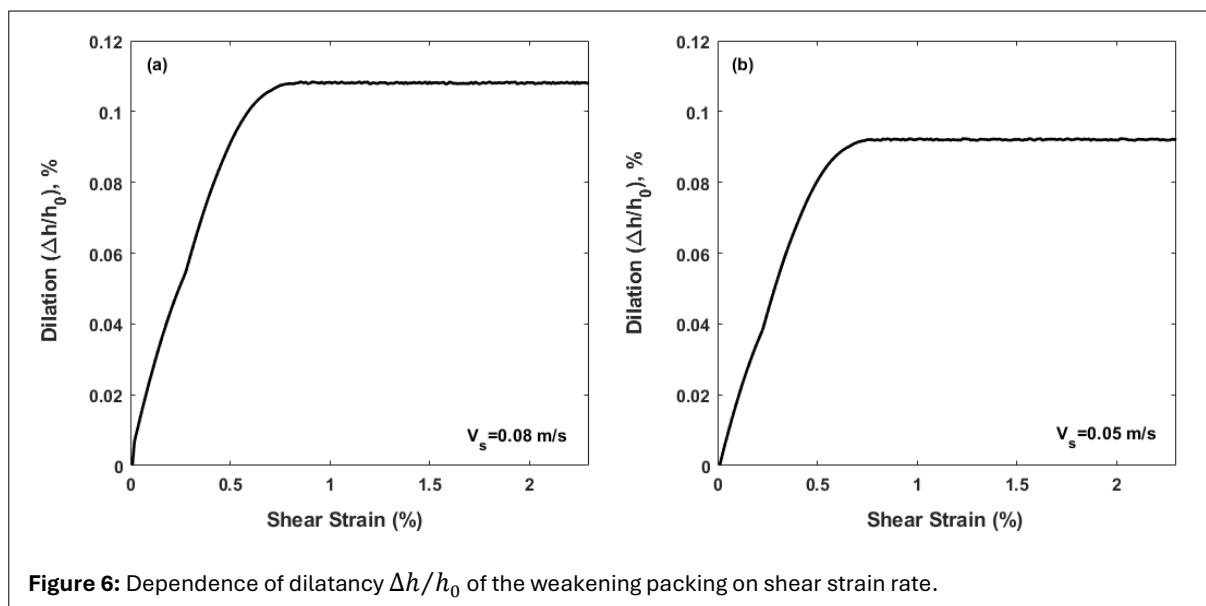 (a)
Dilation (Δh/h₀), %
0.12
0.1
0.08
0.06
0.04
0.02
0
0 0.5 1 1.5 2
Shear Strain (%)
V_s=0.08 m/s
(b)
Dilation (Δh/h₀), %
0.12
0.1
0.08
0.06
0.04
0.02
0
0 0.5 1 1.5 2
Shear Strain (%)
V_s=0.05 m/s
Figure 6: Dependence of dilatancy Δh/h₀ of the weakening packing on shear strain rate.